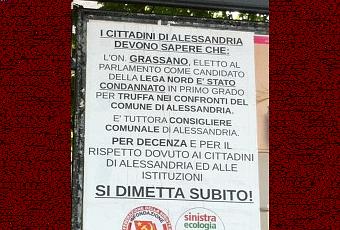 I CITTADINI DI ALESSANDRIA
DEVONO SAPERE CHE:
L'ON. GRASSANO, ELETTO AL
PARLAMENTO COME CANDIDATO
DELLA LEGA NORD E' STATO
CONDANNATO IN PRIMO GRADO
PER TRUFFA NEI CONFRONTI DEL
COMUNE DI ALESSANDRIA.
E' TUTTORA CONSIGLIERE
COMUNALE DI ALESSANDRIA.
PER DECENZA E PER IL
RISPETTO DOVUTO AI CITTADINI
DI ALESSANDRIA ED ALLE
ISTITUZIONI
SI DIMETTA SUBITO!
RIFONDAZIONE
sinistra
ecologia